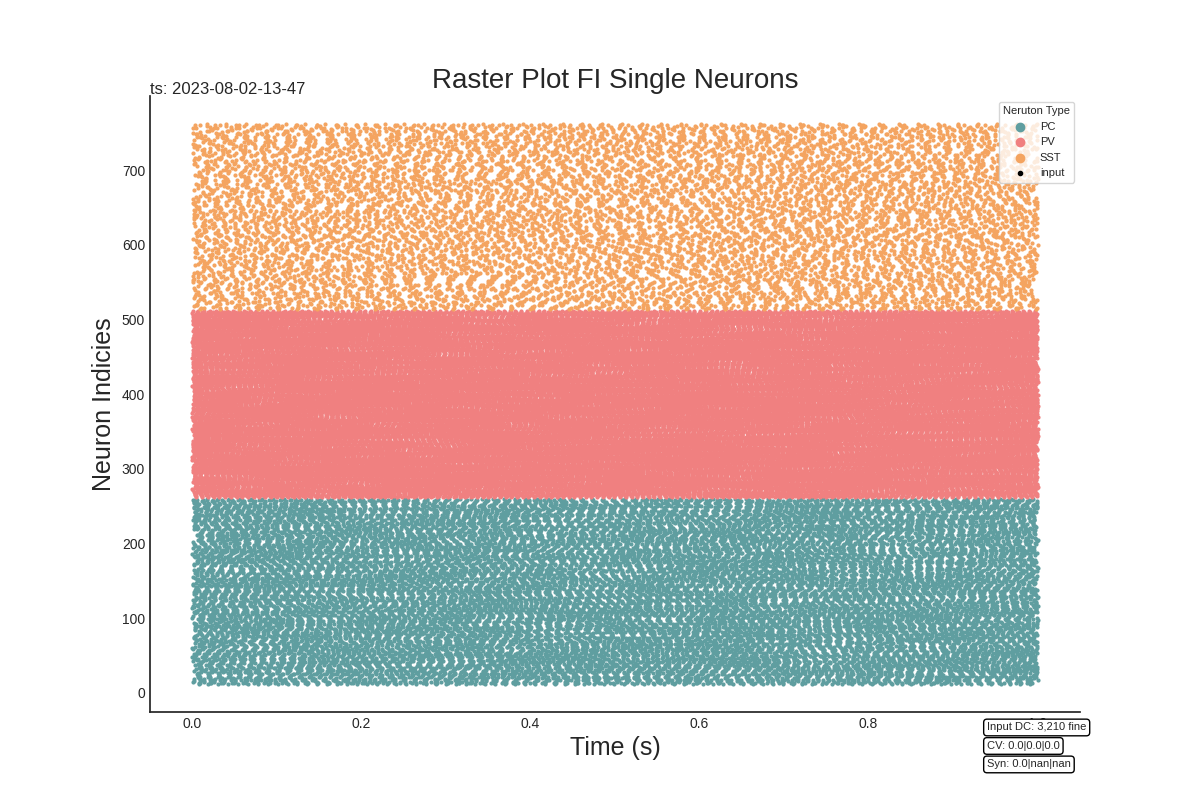 Raster Plot FI Single Neurons
ts: 2023-08-02-13-47
Neruton Type
PC
PV
SST
input
Neuron Indicies
700
600
500
400
300
200
100
0
0.0 0.2 0.4 0.6 0.8
Time (s)
Input DC: 3,210 fine
CV: 0.0|0.0|0.0
Syn: 0.0|nan|nan